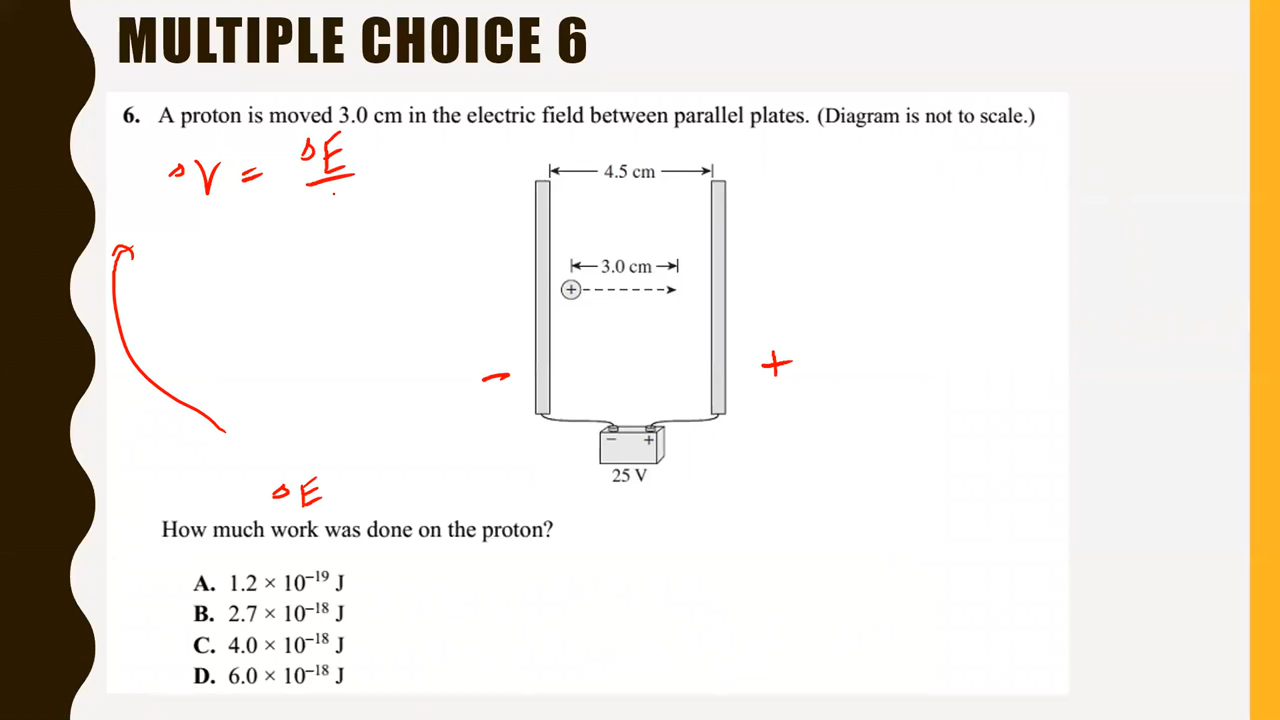 MULTIPLE CHOICE 6
6. A proton is moved 3.0 cm in the electric field between parallel plates. (Diagram is not to scale.)
ΔV = ΔE
4.5 cm
3.0 cm
+
- +
− +
25 V
ΔE
How much work was done on the proton?
A. 1.2 × 10⁻¹⁹ J
B. 2.7 × 10⁻¹⁸ J
C. 4.0 × 10⁻¹⁸ J
D. 6.0 × 10⁻¹⁸ J